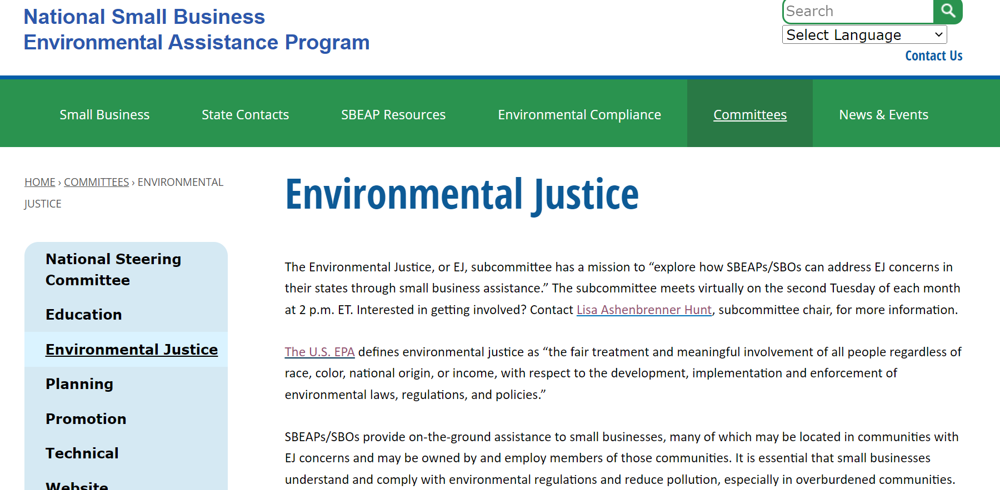 National Small Business
Environmental Assistance Program
Search
Select Language
Contact Us
Small Business
State Contacts
SBEAP Resources
Environmental Compliance
Committees
News & Events
HOME › COMMITTEES › ENVIRONMENTAL
JUSTICE
National Steering
Committee
Education
Environmental Justice
Planning
Promotion
Technical
Website
Environmental Justice
The Environmental Justice, or EJ, subcommittee has a mission to “explore how SBEAPs/SBOs can address EJ concerns in
their states through small business assistance.” The subcommittee meets virtually on the second Tuesday of each month
at 2 p.m. ET. Interested in getting involved? Contact Lisa Ashenbrenner Hunt, subcommittee chair, for more information.
The U.S. EPA defines environmental justice as “the fair treatment and meaningful involvement of all people regardless of
race, color, national origin, or income, with respect to the development, implementation and enforcement of
environmental laws, regulations, and policies.”
SBEAPs/SBOs provide on-the-ground assistance to small businesses, many of which may be located in communities with
EJ concerns and may be owned by and employ members of those communities. It is essential that small businesses
understand and comply with environmental regulations and reduce pollution, especially in overburdened communities.